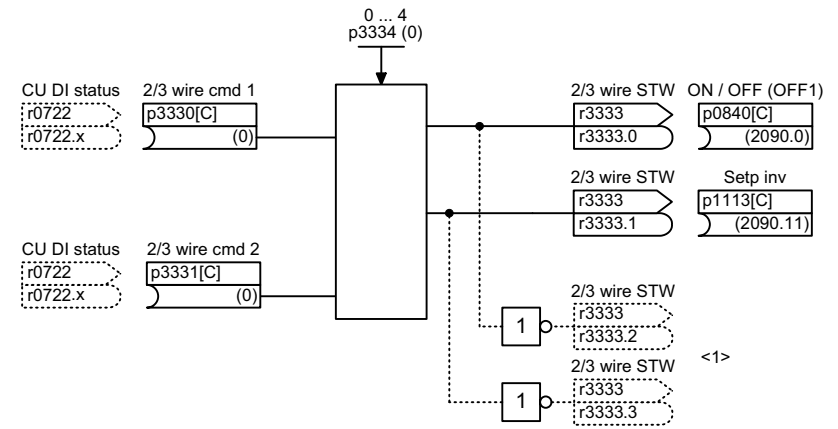 0 ... 4
p3334 (0)
CU DI status
2/3 wire cmd 1
r0722
p3330[C]
r0722.x
(0)
2/3 wire STW
ON / OFF (OFF1)
r3333
p0840[C]
r3333.0
(2090.0)
2/3 wire STW
Setp inv
r3333
p1113[C]
r3333.1
(2090.11)
CU DI status
2/3 wire cmd 2
r0722
p3331[C]
r0722.x
(0)
2/3 wire STW
r3333
1
r3333.2
<1>
2/3 wire STW
r3333
1
r3333.3